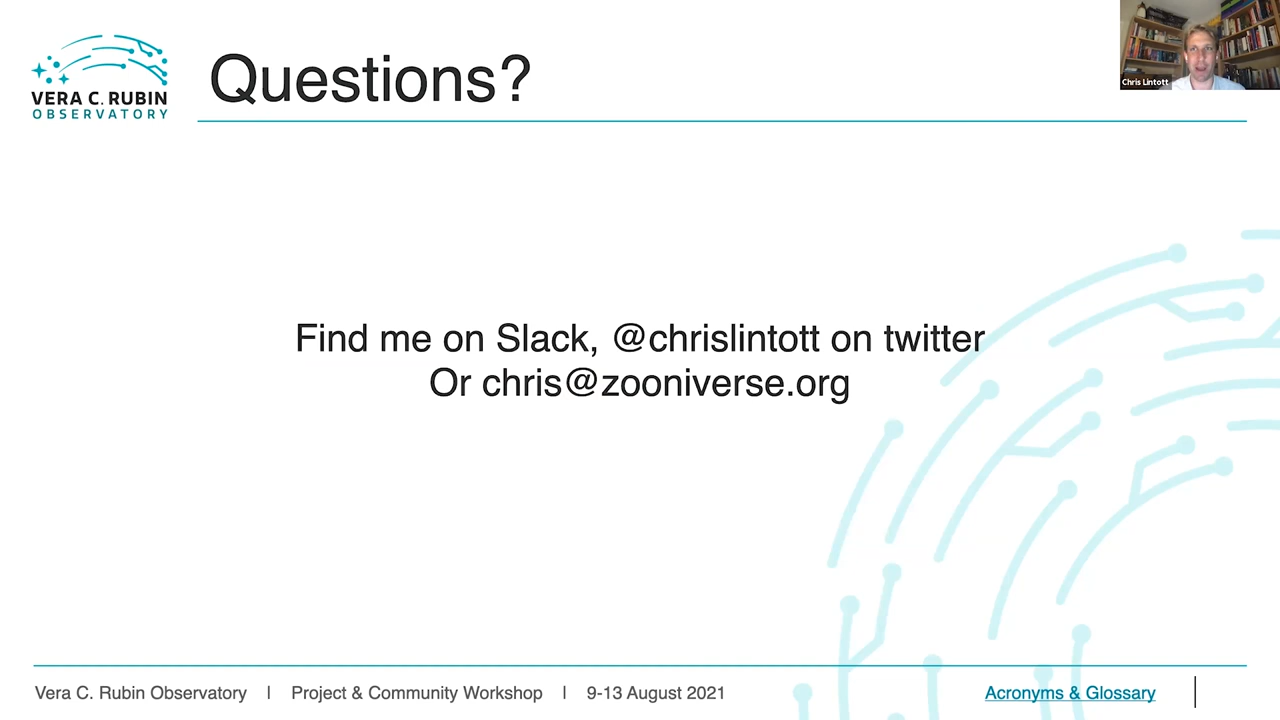 VERA C. RUBIN
OBSERVATORY
Questions?
Chris Lintott
Find me on Slack, @chrislintott on twitter
Or chris@zooniverse.org
Vera C. Rubin Observatory | Project & Community Workshop | 9-13 August 2021
Acronyms & Glossary